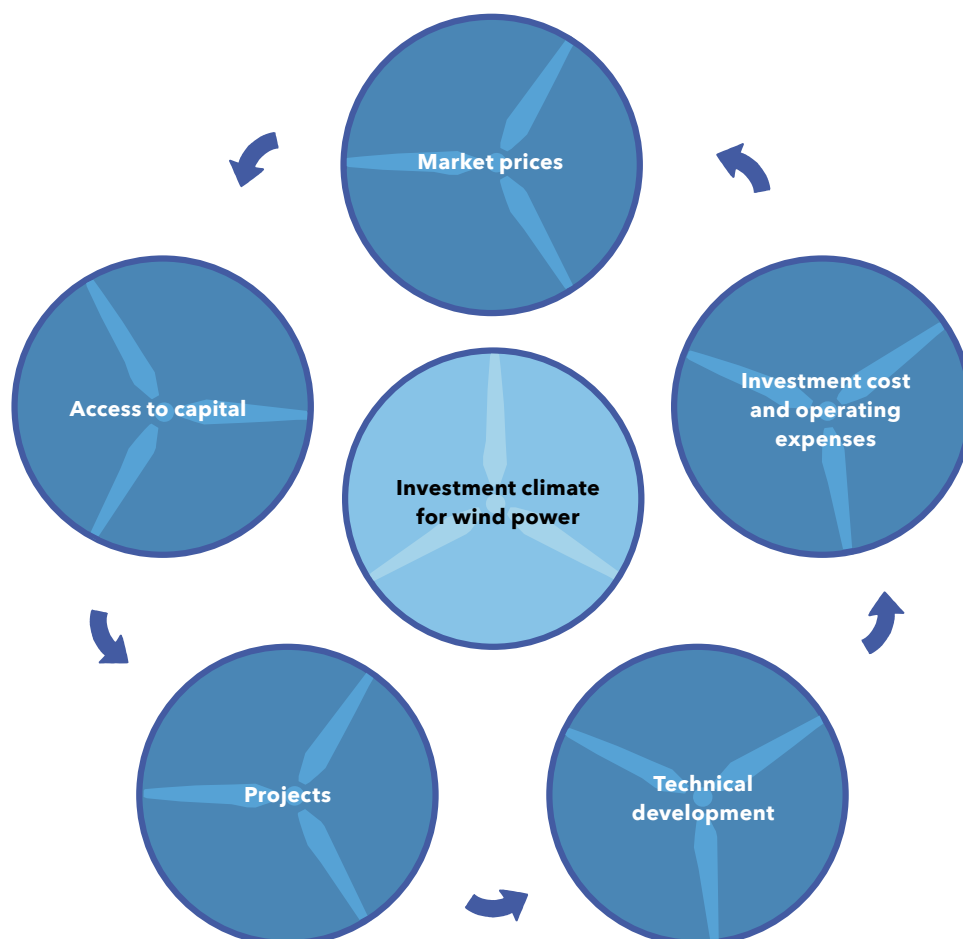 Market prices
Access to capital
Investment cost
and operating
expenses
Investment climate
for wind power
Projects
Technical
development